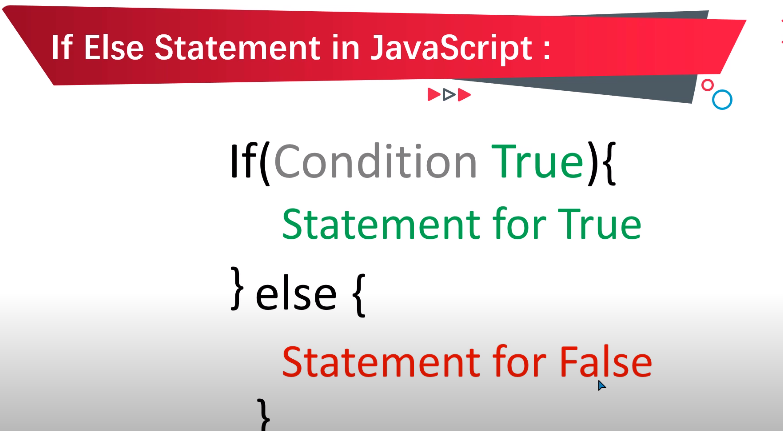 If Else Statement in JavaScript :
If(Condition True){
Statement for True
} else {
Statement for False
}